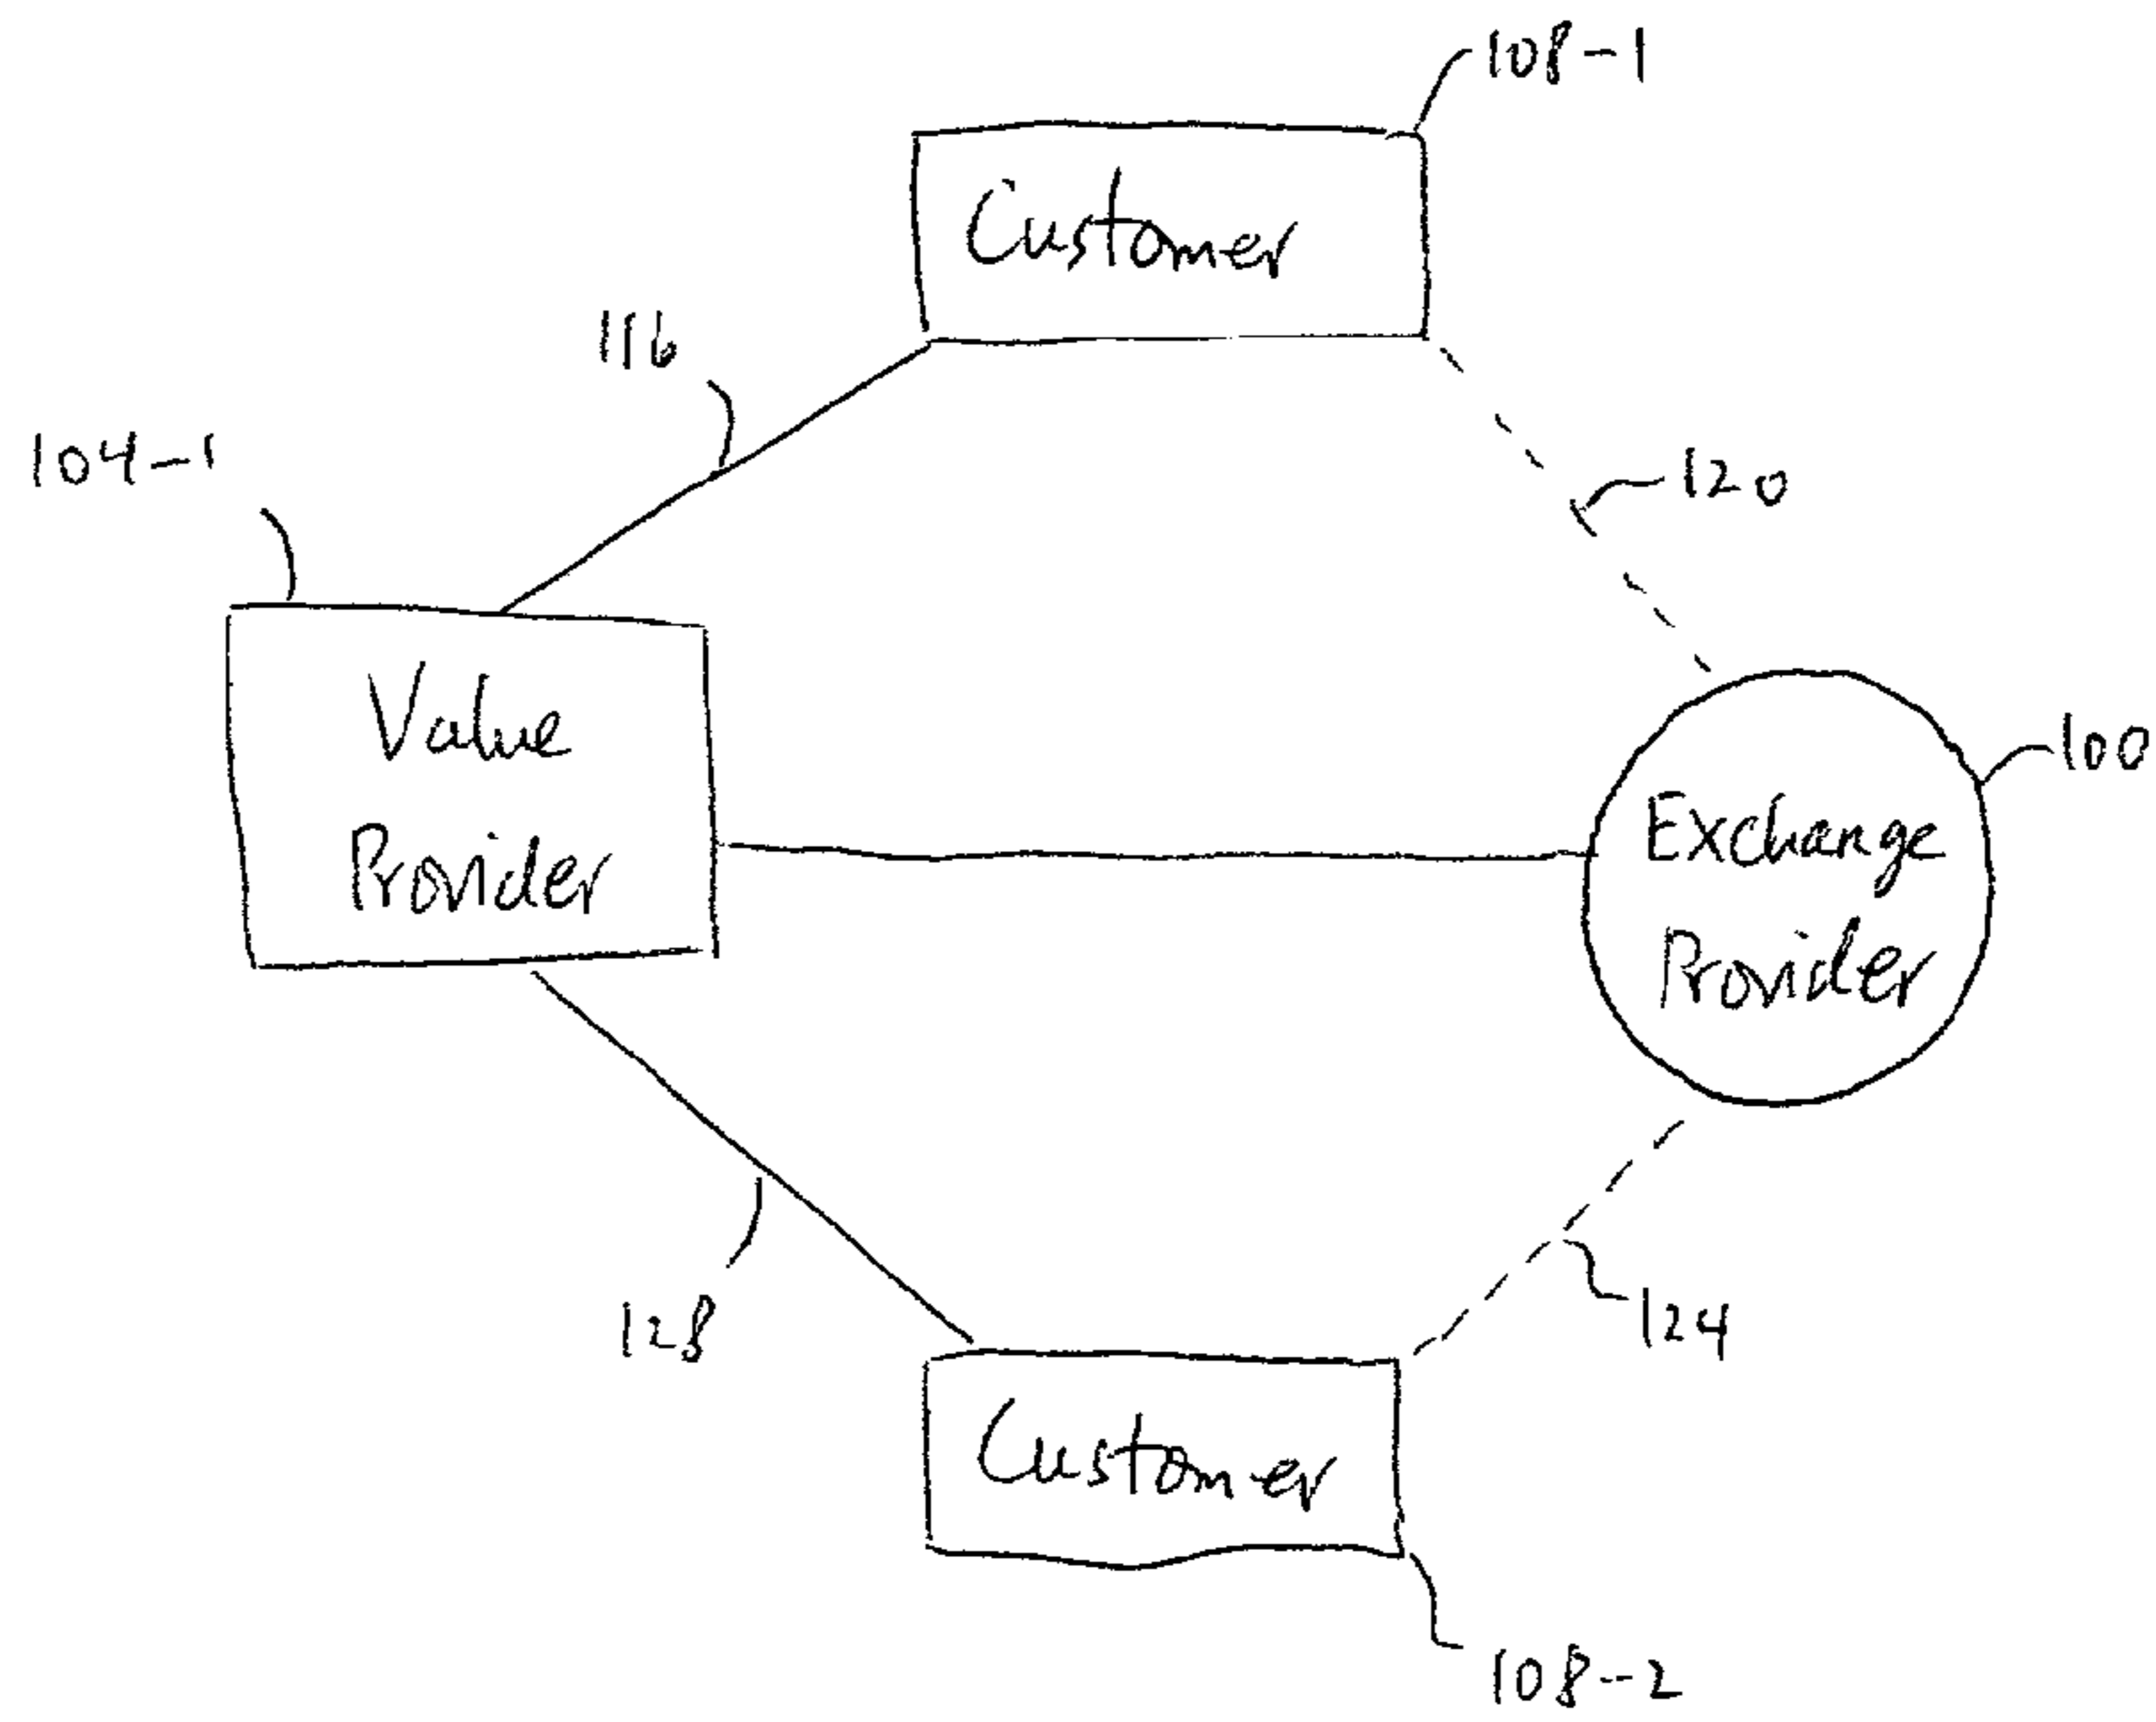 108-1
Customer
116
104-1
120
Value
Provider
100
Exchange
Provider
128
124
Customer
108-2